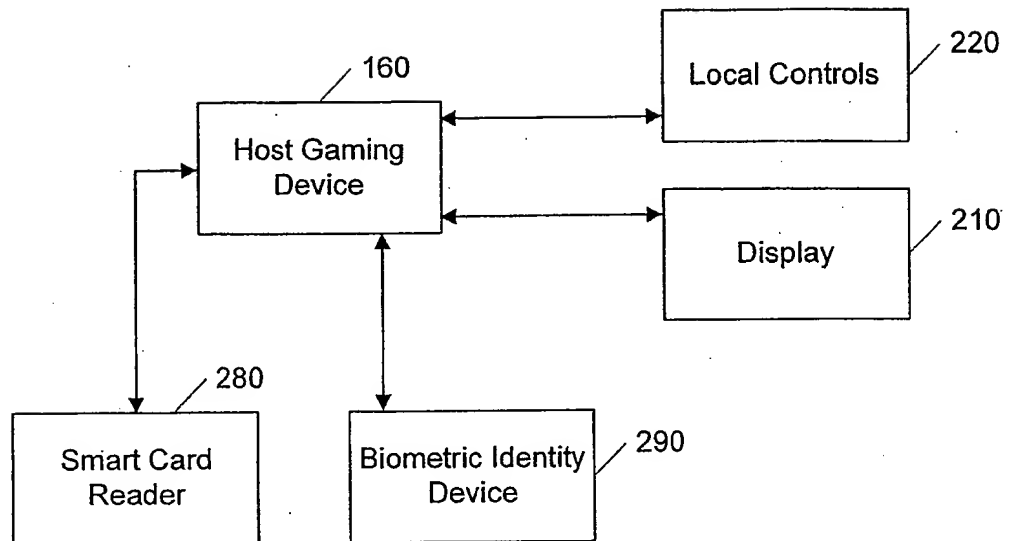 220
Local Controls
160
Host Gaming
Device
210
Display
280
Smart Card
Reader
290
Biometric Identity
Device